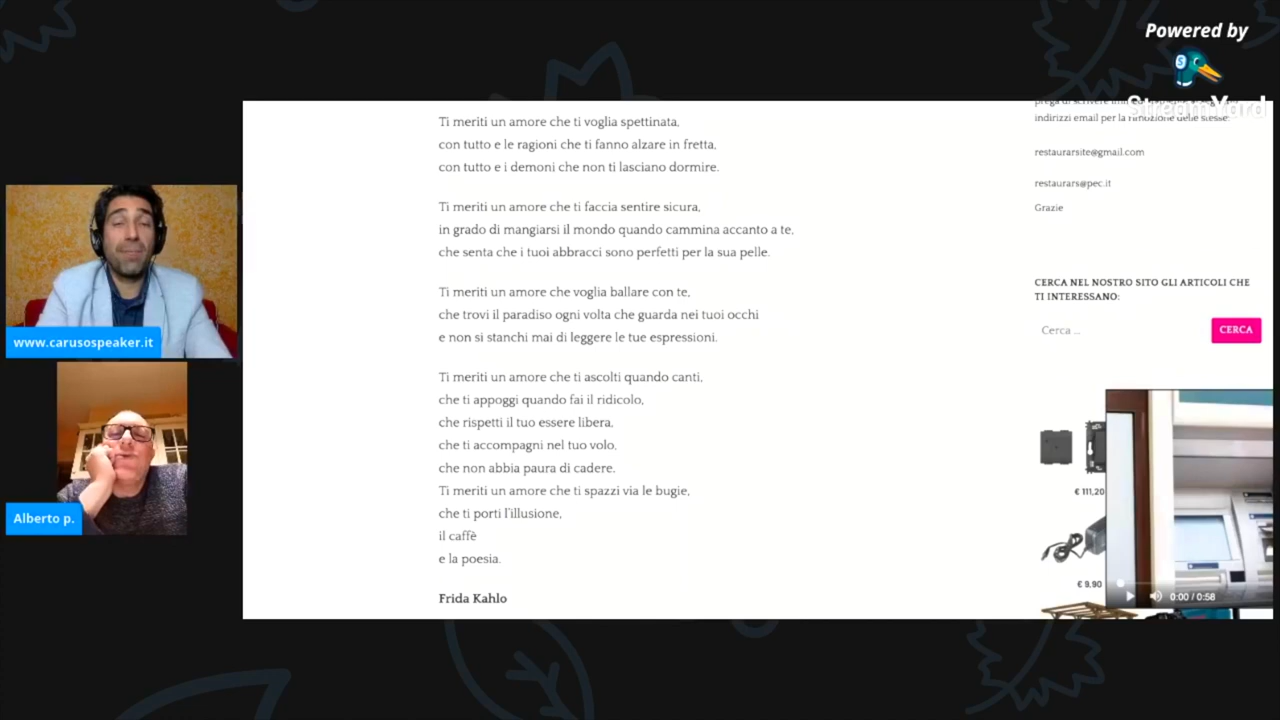 Powered by
StreamYard
Ti meriti un amore che ti voglia spettinata,
con tutto e le ragioni che ti fanno alzare in fretta,
con tutto e i demoni che non ti lasciano dormire.
Ti meriti un amore che ti faccia sentire sicura,
in grado di mangiarsi il mondo quando cammina accanto a te,
che senta che i tuoi abbracci sono perfetti per la sua pelle.
Ti meriti un amore che voglia ballare con te,
che trovi il paradiso ogni volta che guarda nei tuoi occhi
e non si stanchi mai di leggere le tue espressioni.
Ti meriti un amore che ti ascolti quando canti,
che ti appoggi quando fai il ridicolo,
che rispetti il tuo essere libera,
che ti accompagni nel tuo volo,
che non abbia paura di cadere.
Ti meriti un amore che ti spazzi via le bugie,
che ti porti l'illusione,
il caffè
e la poesia.
Frida Kahlo
prega di scrivere
indirizzi email per la rimozione delle stesse.
restaurarsite@gmail.com
restaurars@pec.it
Grazie
CERCA NEL NOSTRO SITO GLI ARTICOLI CHE
TI INTERESSANO:
Cerca …
CERCA
€ 111,20
€ 9.90
0:00 / 0:58
www.carusospeaker.it
Alberto p.